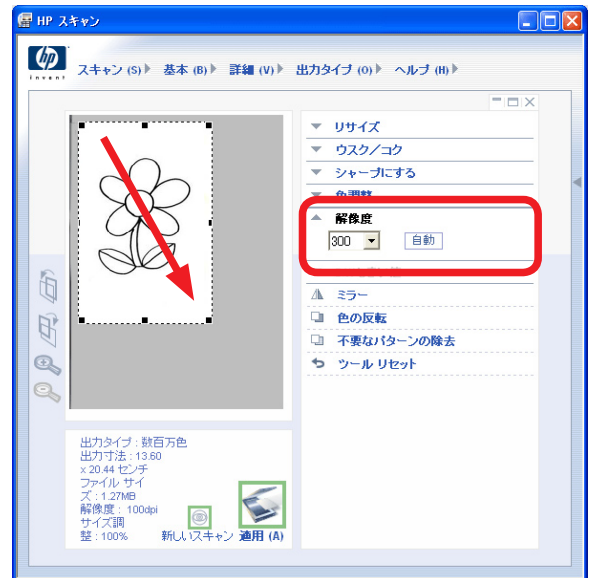 HP スキャン
hp
invent
スキャン (S) 基本 (B) 詳細 (V) 出力タイプ (O) ヘルプ (H)
リサイズ
ウスク／コク
シャープにする
色調整
解像度
300 自動
ミラー
色の反転
不要なパターンの除去
ツール リセット
出力タイプ : 数百万色
出力寸法 : 13.60
x 20.44 センチ
ファイル サイ
ズ : 1.27MB
解像度 : 100dpi
サイズ調
整 : 100%
新しいスキャン 適用 (A)